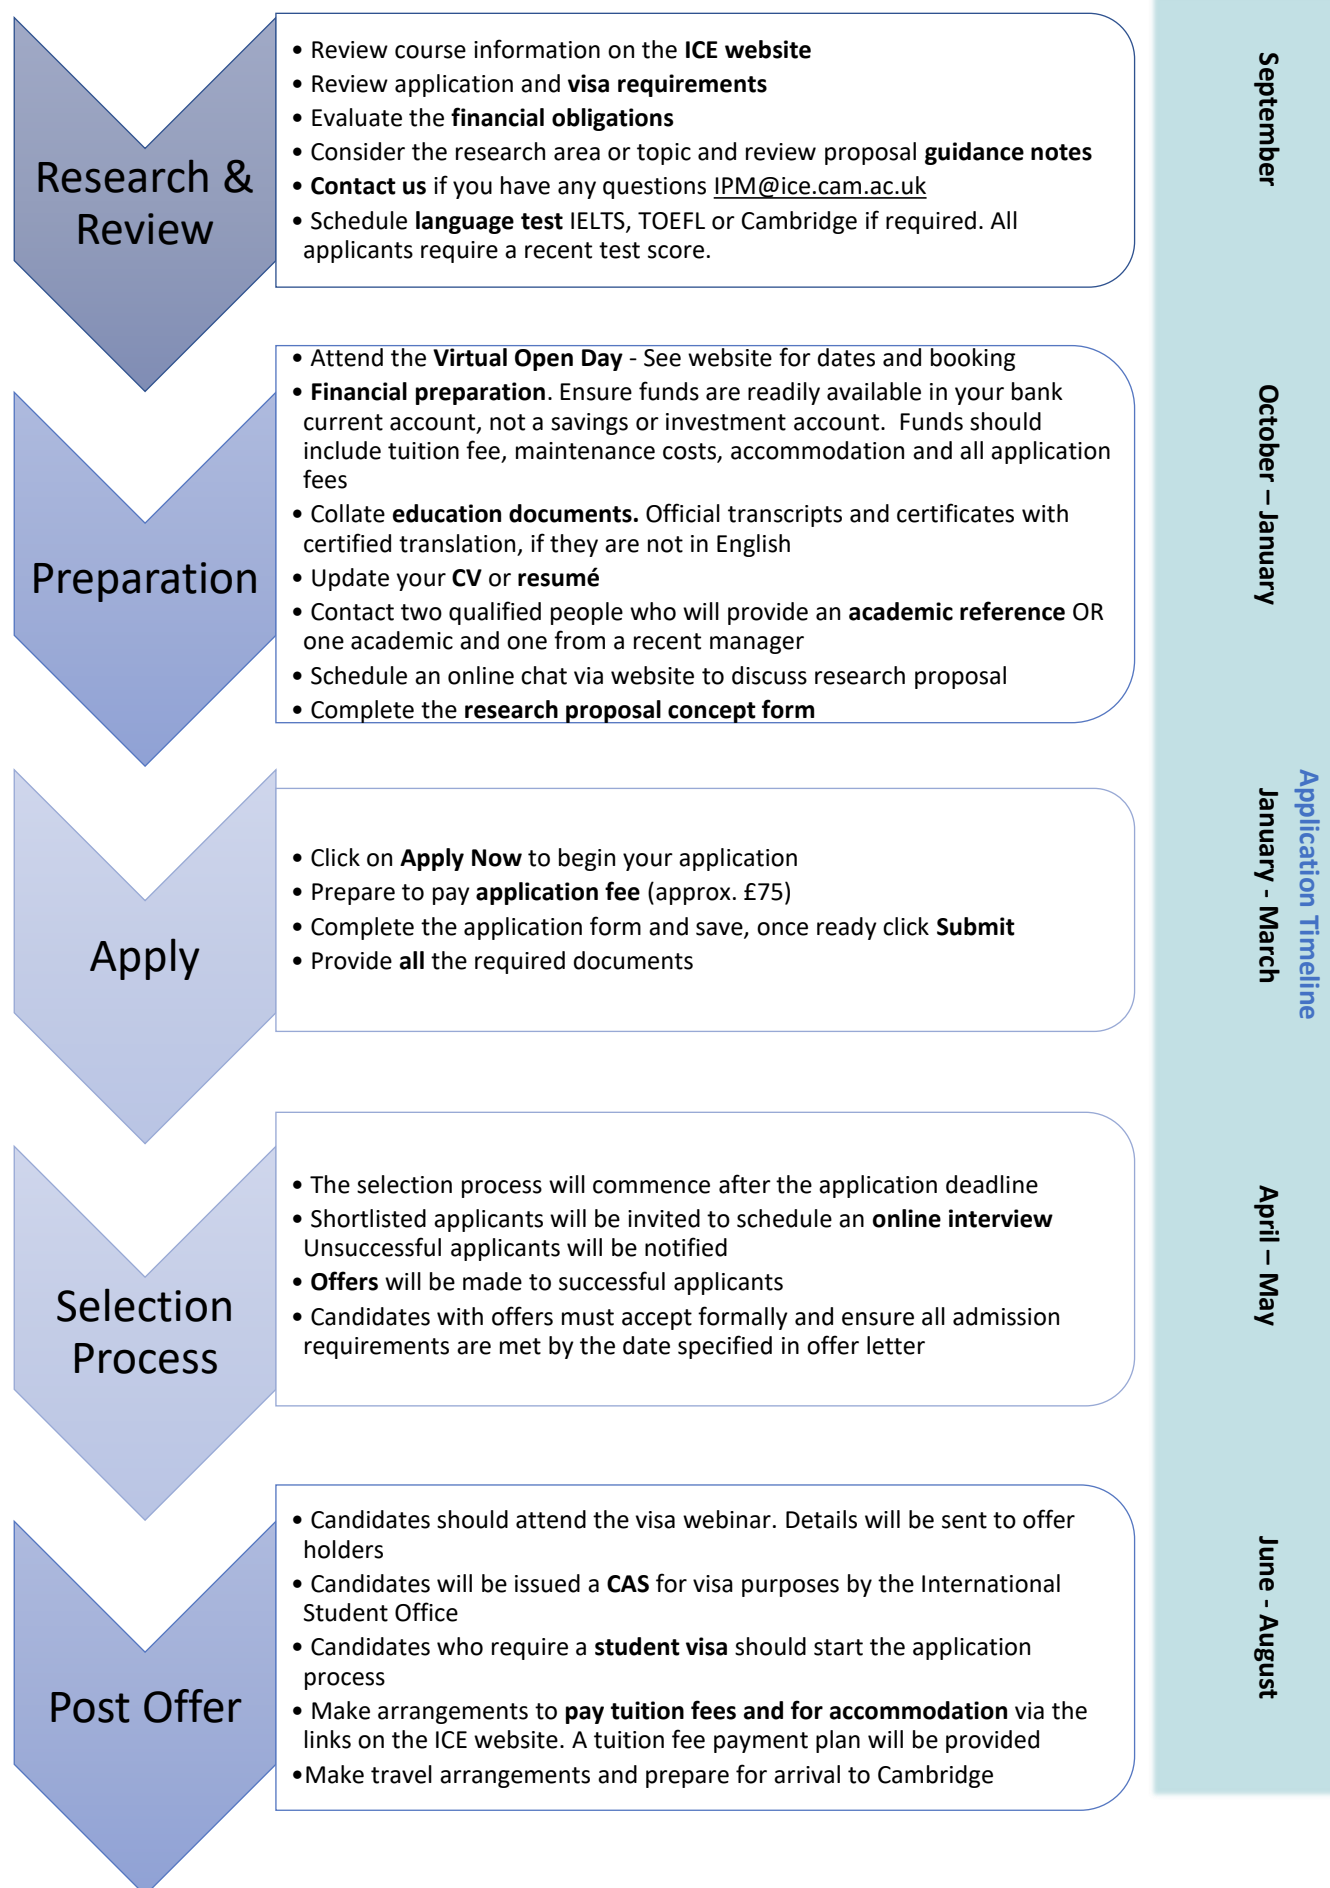 Research &
Review
• Review course information on the ICE website
• Review application and visa requirements
• Evaluate the financial obligations
• Consider the research area or topic and review proposal guidance notes
• Contact us if you have any questions IPM@ice.cam.ac.uk
• Schedule language test IELTS, TOEFL or Cambridge if required. All
applicants require a recent test score.
September
Preparation
• Attend the Virtual Open Day - See website for dates and booking
• Financial preparation. Ensure funds are readily available in your bank
current account, not a savings or investment account.  Funds should
include tuition fee, maintenance costs, accommodation and all application
fees
• Collate education documents. Official transcripts and certificates with
certified translation, if they are not in English
• Update your CV or resumé
• Contact two qualified people who will provide an academic reference OR
one academic and one from a recent manager
• Schedule an online chat via website to discuss research proposal
• Complete the research proposal concept form
October – January
Apply
• Click on Apply Now to begin your application
• Prepare to pay application fee (approx. £75)
• Complete the application form and save, once ready click Submit
• Provide all the required documents
January - March
Application Timeline
Selection
Process
• The selection process will commence after the application deadline
• Shortlisted applicants will be invited to schedule an online interview
Unsuccessful applicants will be notified
• Offers will be made to successful applicants
• Candidates with offers must accept formally and ensure all admission
requirements are met by the date specified in offer letter
April – May
Post Offer
• Candidates should attend the visa webinar. Details will be sent to offer
holders
• Candidates will be issued a CAS for visa purposes by the International
Student Office
• Candidates who require a student visa should start the application
process
• Make arrangements to pay tuition fees and for accommodation via the
links on the ICE website. A tuition fee payment plan will be provided
•Make travel arrangements and prepare for arrival to Cambridge
June - August